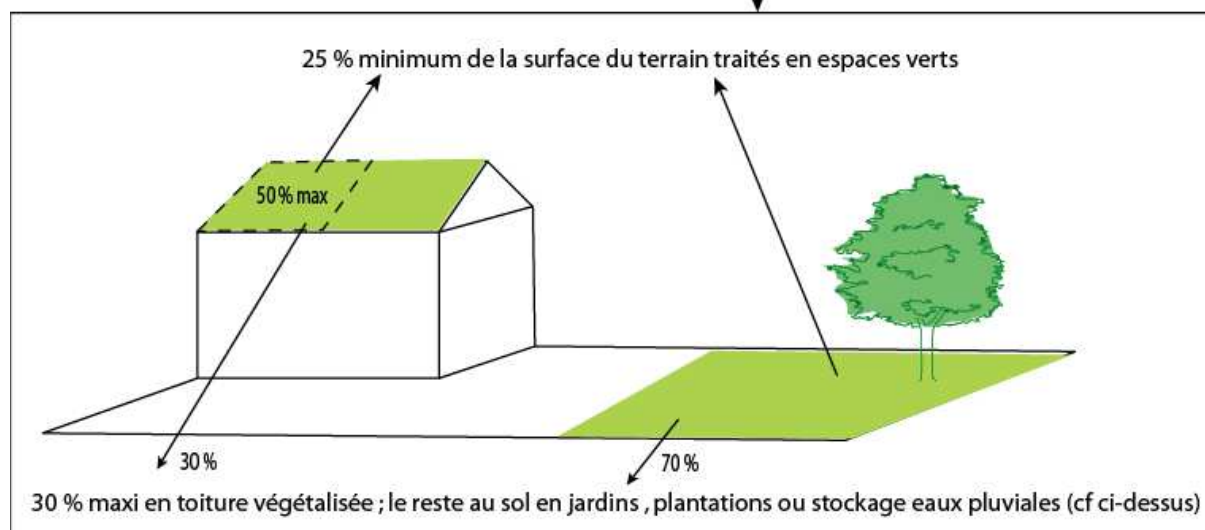 25 % minimum de la surface du terrain traités en espaces verts
50 % max
30 %
70 %
30 % maxi en toiture végétalisée ; le reste au sol en jardins , plantations ou stockage eaux pluviales (cf ci-dessus)